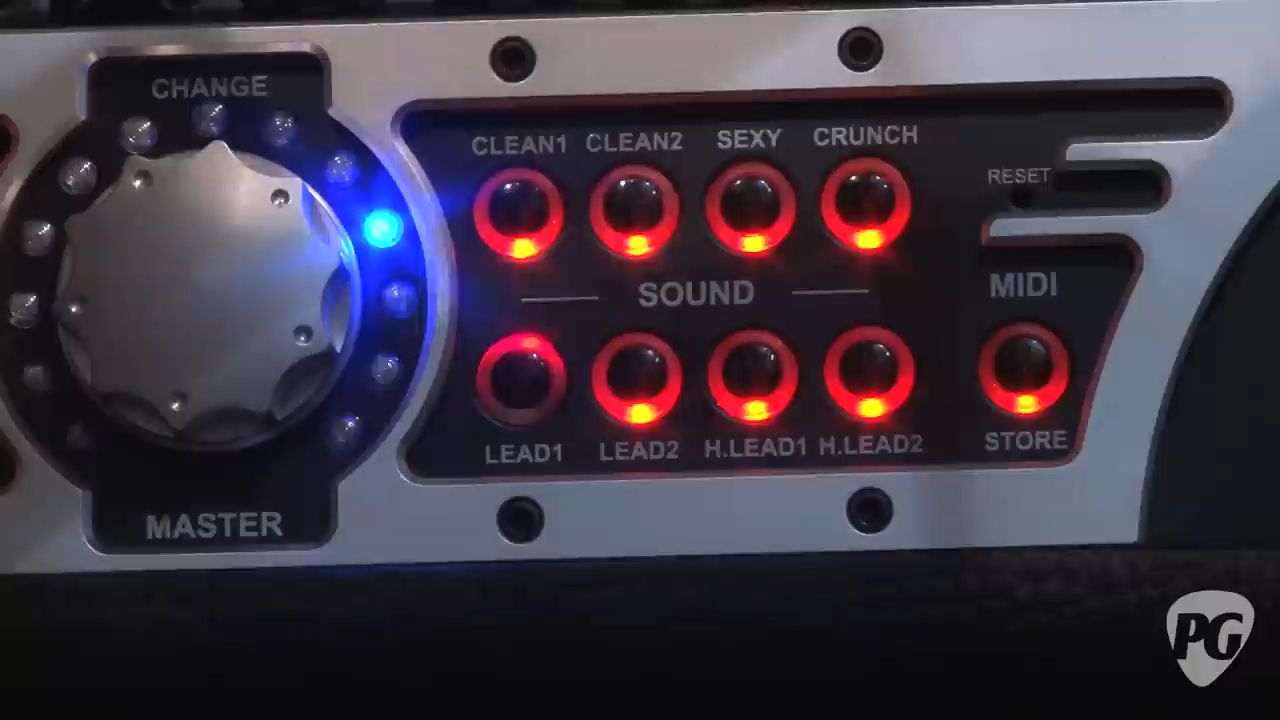 CHANGE
CLEAN1 CLEAN2 SEXY CRUNCH
RESET
SOUND
MIDI
LEAD1 LEAD2 H.LEAD1 H.LEAD2 STORE
MASTER
PG